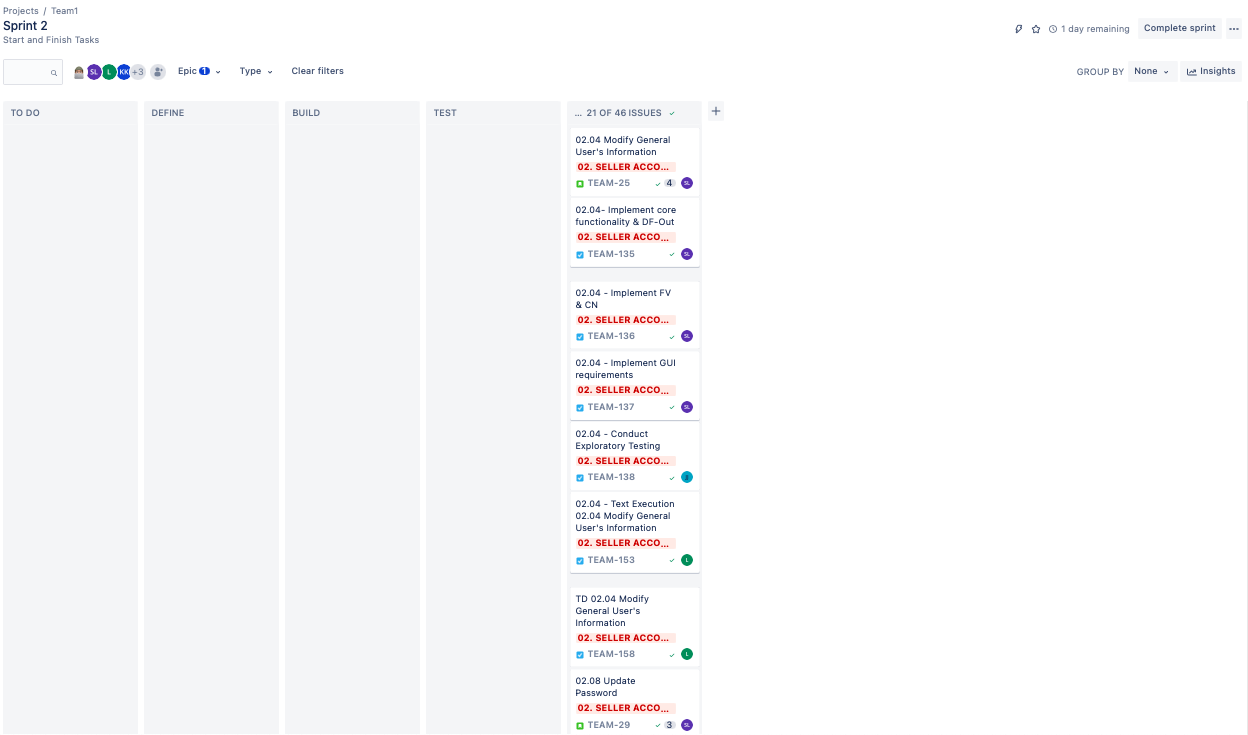 Projects / Team1
Sprint 2
Start and Finish Tasks
1 day remaining
Complete sprint
SL
L
KK
+3
Epic 1
Type
Clear filters
GROUP BY
None
Insights
TO DO
DEFINE
BUILD
TEST
... 21 OF 46 ISSUES
02.04 Modify General
User's Information
02. SELLER ACCO...
TEAM-25
4
SL
02.04- Implement core
functionality & DF-Out
02. SELLER ACCO...
TEAM-135
SL
02.04 - Implement FV
& CN
02. SELLER ACCO...
TEAM-136
SL
02.04 - Implement GUI
requirements
02. SELLER ACCO...
TEAM-137
SL
02.04 - Conduct
Exploratory Testing
02. SELLER ACCO...
TEAM-138
02.04 - Text Execution
02.04 Modify General
User's Information
02. SELLER ACCO...
TEAM-153
L
TD 02.04 Modify
General User's
Information
02. SELLER ACCO...
TEAM-158
L
02.08 Update
Password
02. SELLER ACCO...
TEAM-29
3
SL